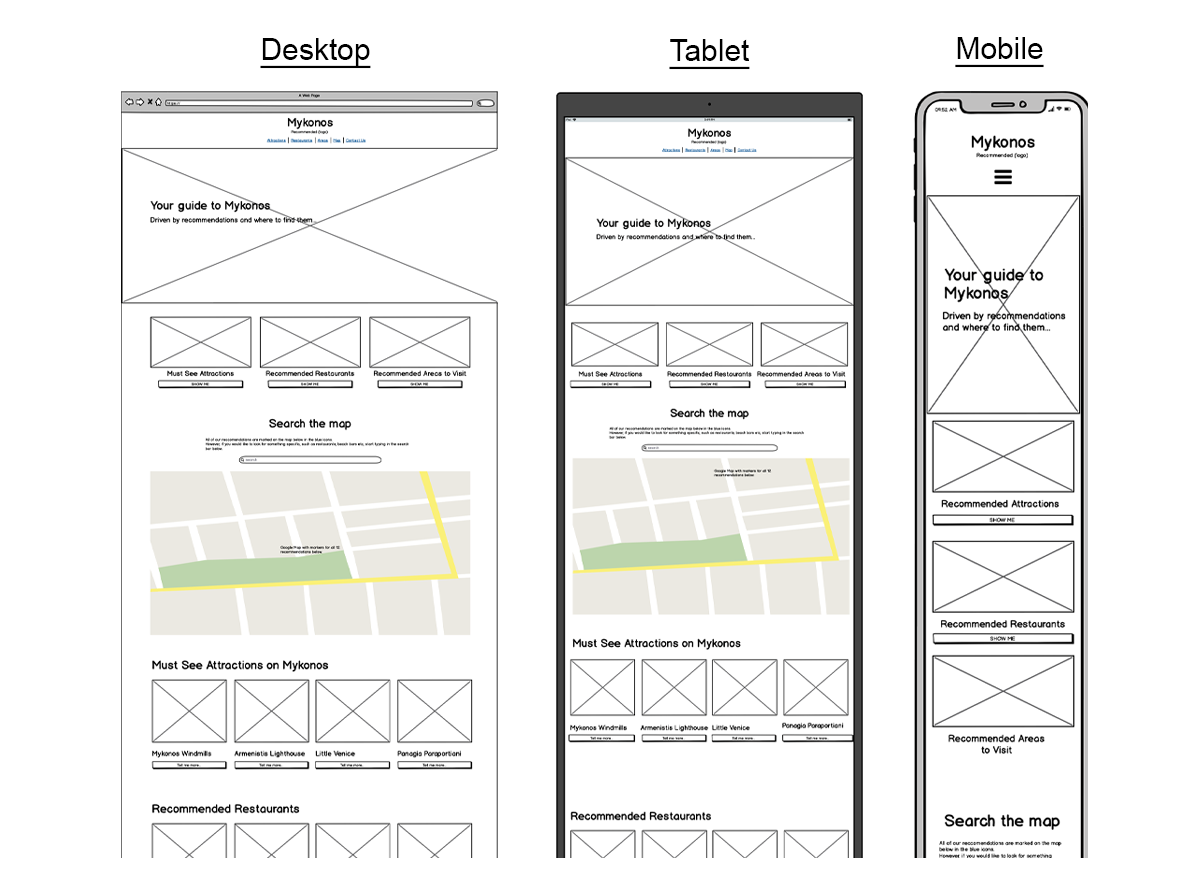 Desktop
A Web Page
https://
Mykonos
Recommended (logo)
Attractions | Restaurants | Areas | Map | Contact Us
Your guide to Mykonos
Driven by recommendations and where to find them...
Must See Attractions
SHOW ME
Recommended Restaurants
SHOW ME
Recommended Areas to Visit
SHOW ME
Search the map
All of our reccomendations are marked on the map below in the blue icons.
However, if you would like to look for something specific, such as restaurants, beach bars etc, start typing in the search
bar below.
search
Google Map with markers for all 12
recommendations below.
Must See Attractions on Mykonos
Mykonos Windmills
Tell me more..
Armenistis Lighthouse
Tell me more..
Little Venice
Tell me more..
Panagia Paraportiani
Tell me more..
Recommended Restaurants
Tablet
Mykonos
Recommended (logo)
Attractions | Restaurants | Areas | Map | Contact Us
Your guide to Mykonos
Driven by recommendations and where to find them...
Must See Attractions
SHOW ME
Recommended Restaurants
SHOW ME
Recommended Areas to Visit
SHOW ME
Search the map
All of our reccomendations are marked on the map below in the blue icons.
However, if you would like to look for something specific, such as restaurants, beach bars etc, start typing in the search
bar below.
search
Google Map with markers for all 12
recommendations below.
Must See Attractions on Mykonos
Mykonos Windmills
Tell me more..
Armenistis Lighthouse
Tell me more..
Little Venice
Tell me more..
Panagia Paraportiani
Tell me more..
Recommended Restaurants
Mobile
09:52 AM
Mykonos
Recommended (logo)
Your guide to
Mykonos
Driven by recommendations
and where to find them...
Recommended Attractions
SHOW ME
Recommended Restaurants
SHOW ME
Recommended Areas
to Visit
Search the map
All of our reccomendations are marked on the map
below in the blue icons.
However, if you would like to look for something